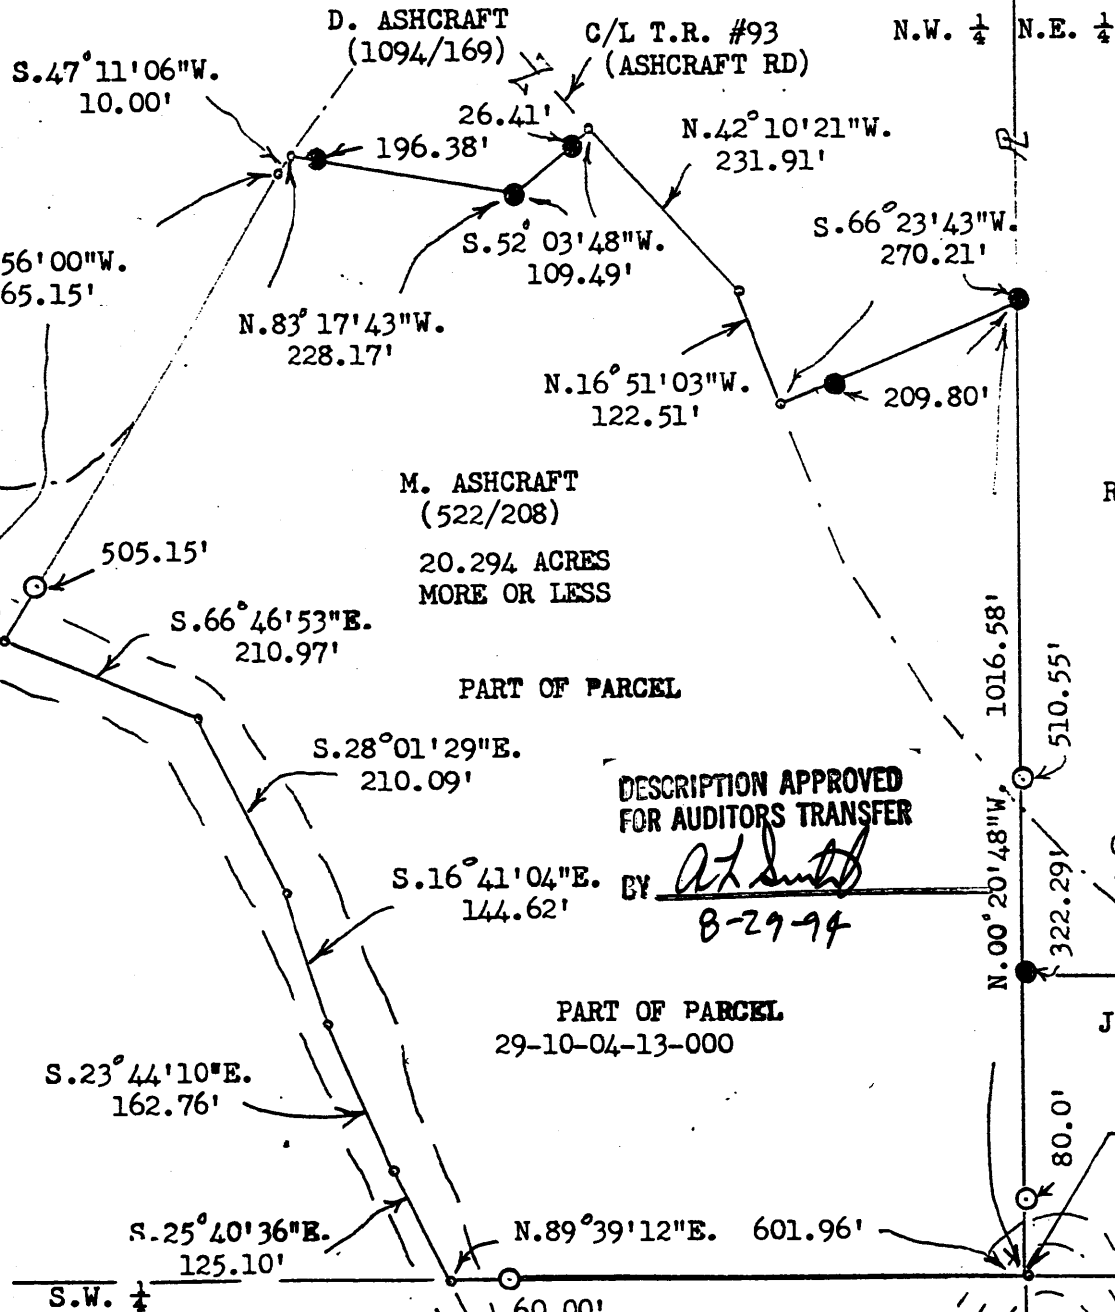 D. ASHCRAFT
(1094/169)
C/L T.R. #93
(ASHCRAFT RD)
N.W. 1/4
N.E. 1/4
S.47°11'06"W.
10.00'
26.41'
196.38'
N.42°10'21"W.
231.91'
S.52°03'48"W.
109.49'
S.66°23'43"W.
270.21'
56'00"W.
65.15'
N.83°17'43"W.
228.17'
N.16°51'03"W.
122.51'
209.80'
M. ASHCRAFT
(522/208)
20.294 ACRES
MORE OR LESS
505.15'
S.66°46'53"E.
210.97'
PART OF PARCEL
1016.58'
510.55'
S.28°01'29"E.
210.09'
DESCRIPTION APPROVED
FOR AUDITORS TRANSFER
BY A L Smith
8-29-94
N.00°20'48"W.
322.29'
S.16°41'04"E.
144.62'
PART OF PARCEL
29-10-04-13-000
R
J
S.23°44'10"E.
162.76'
80.0'
S.25°40'36"E.
125.10'
N.89°39'12"E. 601.96'
S.W. 1/4
60.00'